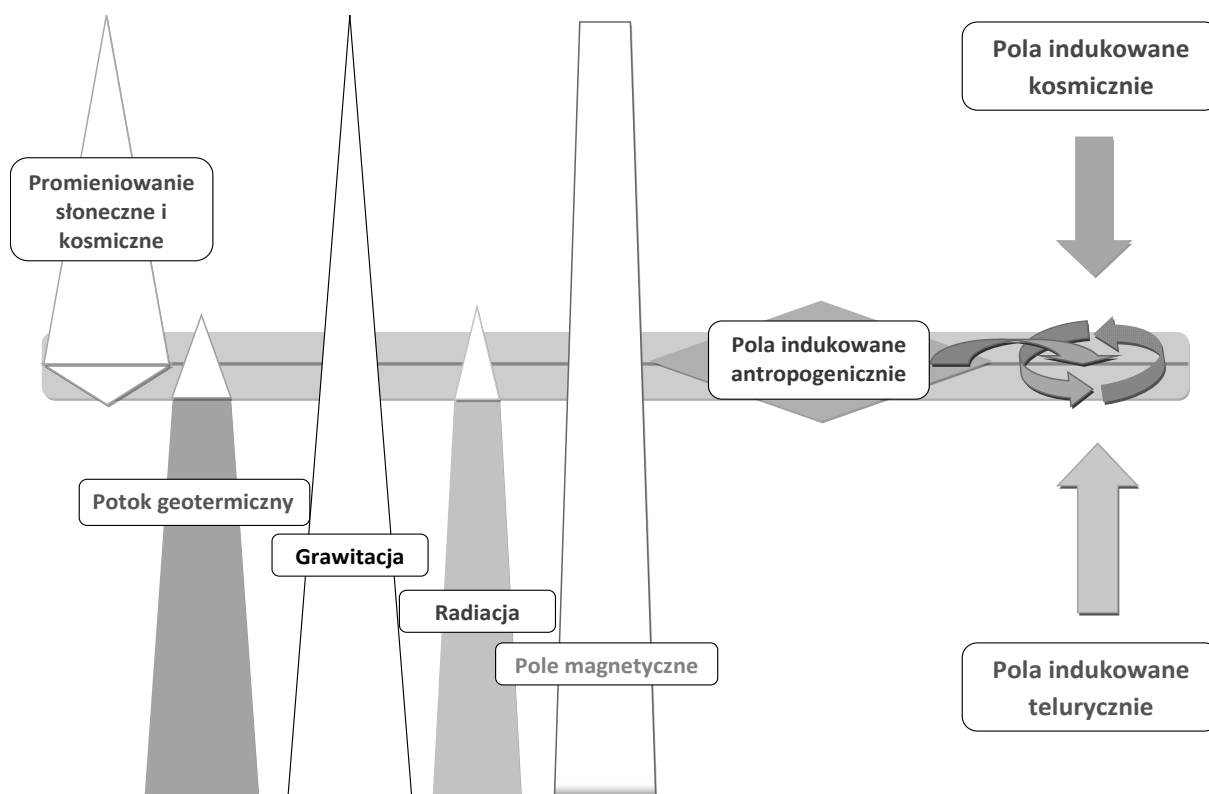 Pola indukowane
kosmicznie
Promieniowanie
słoneczne i
kosmiczne
Pola indukowane
antropogenicznie
Potok geotermiczny
Grawitacja
Radiacja
Pole magnetyczne
Pola indukowane
telurycznie